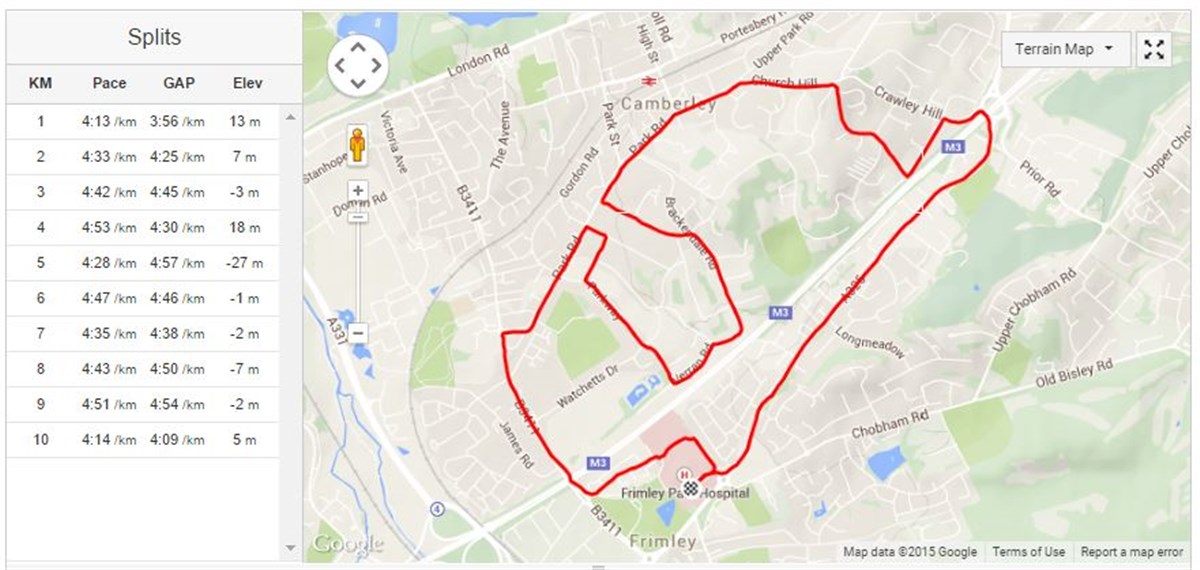 Splits
KM Pace GAP Elev
1 4:13 /km 3:56 /km 13 m
2 4:33 /km 4:25 /km 7 m
3 4:42 /km 4:45 /km -3 m
4 4:53 /km 4:30 /km 18 m
5 4:28 /km 4:57 /km -27 m
6 4:47 /km 4:46 /km -1 m
7 4:35 /km 4:38 /km -2 m
8 4:43 /km 4:50 /km -7 m
9 4:51 /km 4:54 /km -2 m
10 4:14 /km 4:09 /km 5 m
Terrain Map
London Rd
High St
Portesbery
Upper Park Rd
Church Hill
Camberley
Crawley Hill
Victoria Ave
The Avenue
Park St
Park Rd
M3
Stanhope
Doman Rd
B3411
Gordon Rd
Prior Rd
Upper
Brackendale Rd
Park Rd
Parkway
A325
M3
A331
Upper Chobham Rd
Longmeadow
Watchetts Dr
Old Bisley Rd
B3411
James Rd
Chobham Rd
M3
H
Frimley Hospital
4
B3411
Frimley
Google
Map data ©2015 Google
Terms of Use
Report a map error